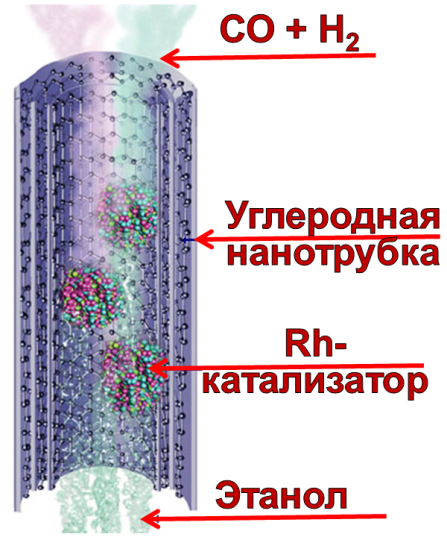 CO + H₂
Углеродная
нанотрубка
Rh-
катализатор
Этанол